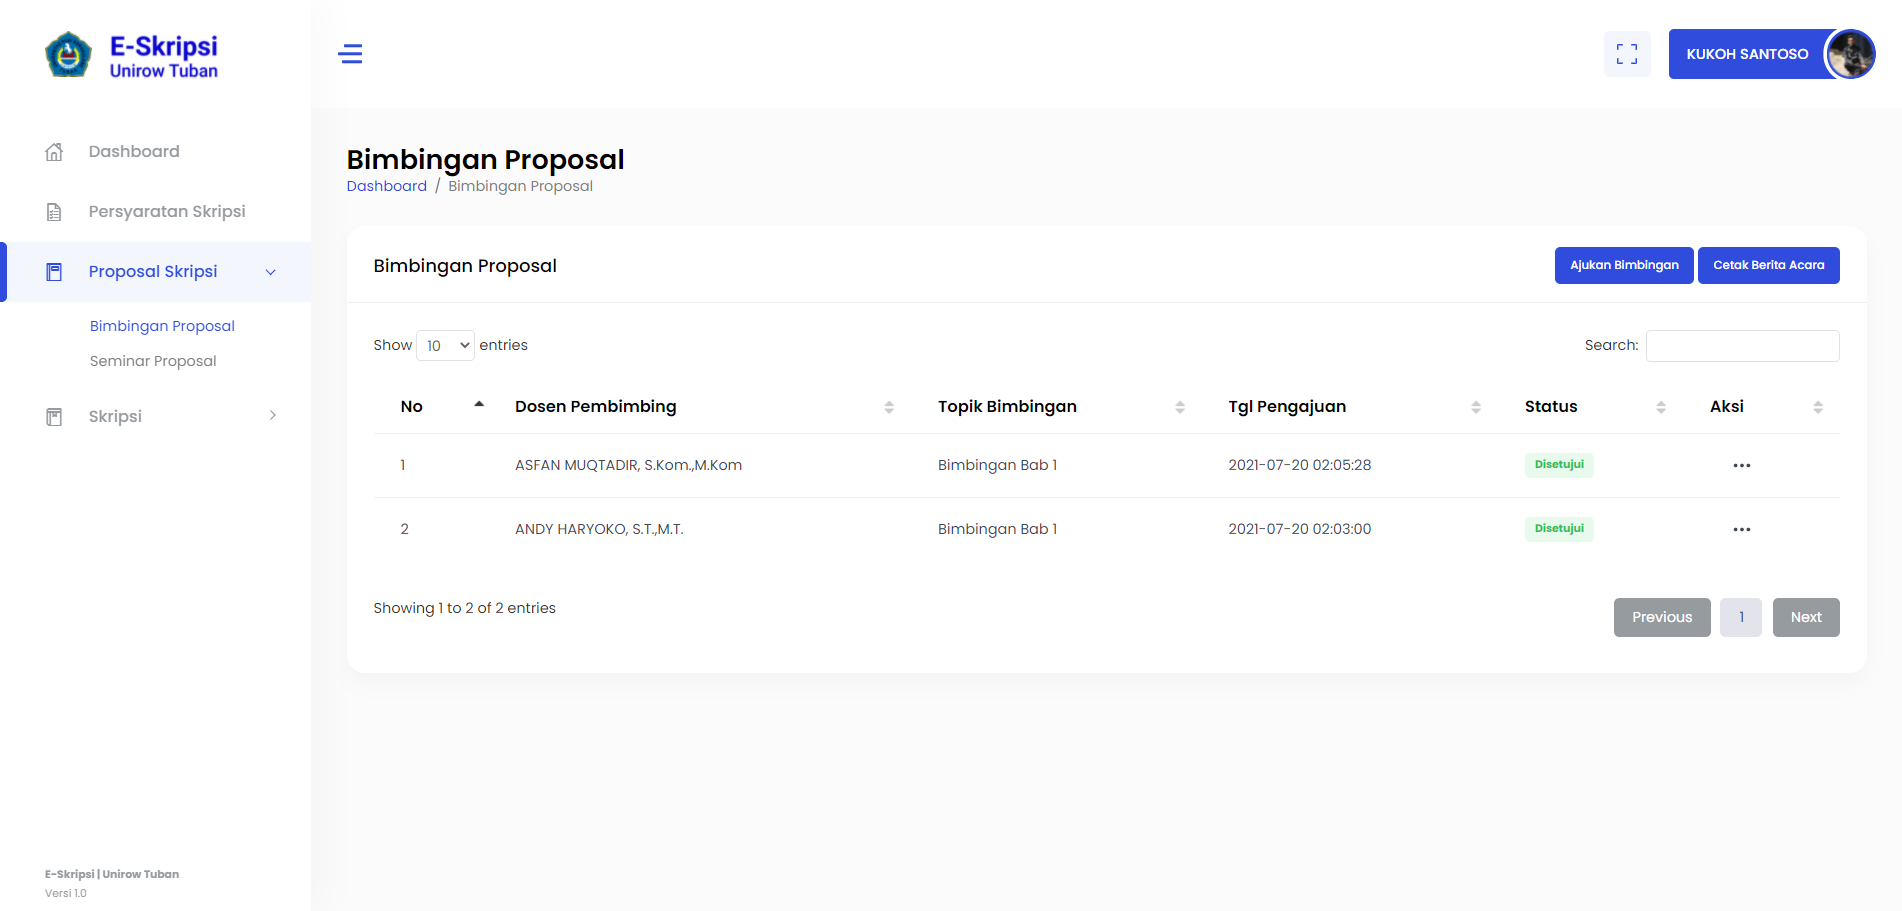 E-Skripsi
Unirow Tuban
KUKOH SANTOSO
Dashboard
Persyaratan Skripsi
Proposal Skripsi
Bimbingan Proposal
Seminar Proposal
Skripsi
E-Skripsi | Unirow Tuban
Versi 1.0
Bimbingan Proposal
Dashboard / Bimbingan Proposal
Bimbingan Proposal
Ajukan Bimbingan
Cetak Berita Acara
Show 10 entries
Search:
No Dosen Pembimbing Topik Bimbingan Tgl Pengajuan Status Aksi
1 ASFAN MUQTADIR, S.Kom.,M.Kom Bimbingan Bab 1 2021-07-20 02:05:28 Disetujui
2 ANDY HARYOKO, S.T.,M.T. Bimbingan Bab 1 2021-07-20 02:03:00 Disetujui
Showing 1 to 2 of 2 entries
Previous 1 Next